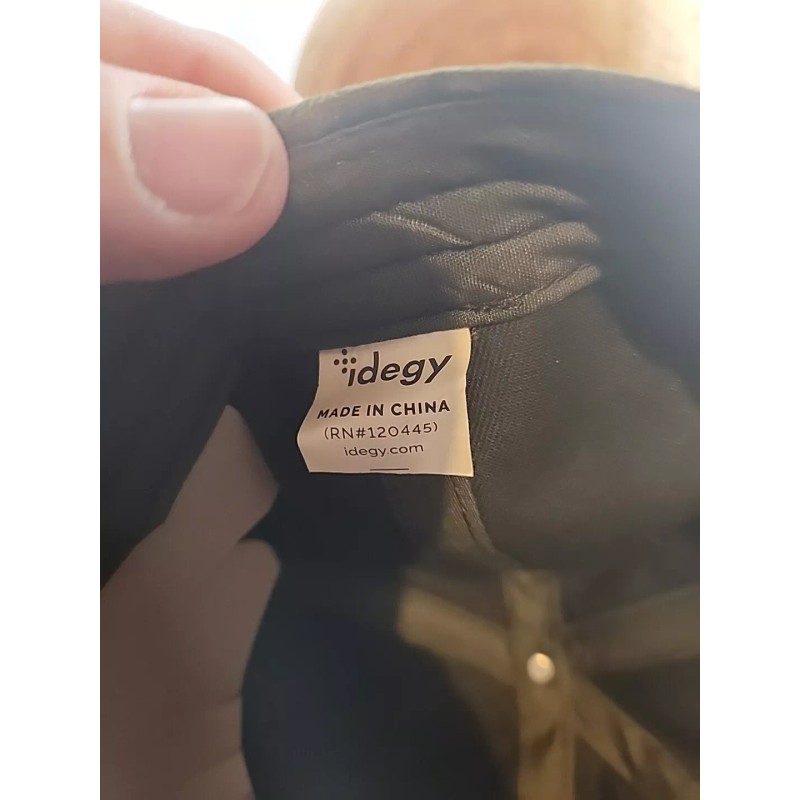 idegy
MADE IN CHINA
(RN#120445)
idegy.com